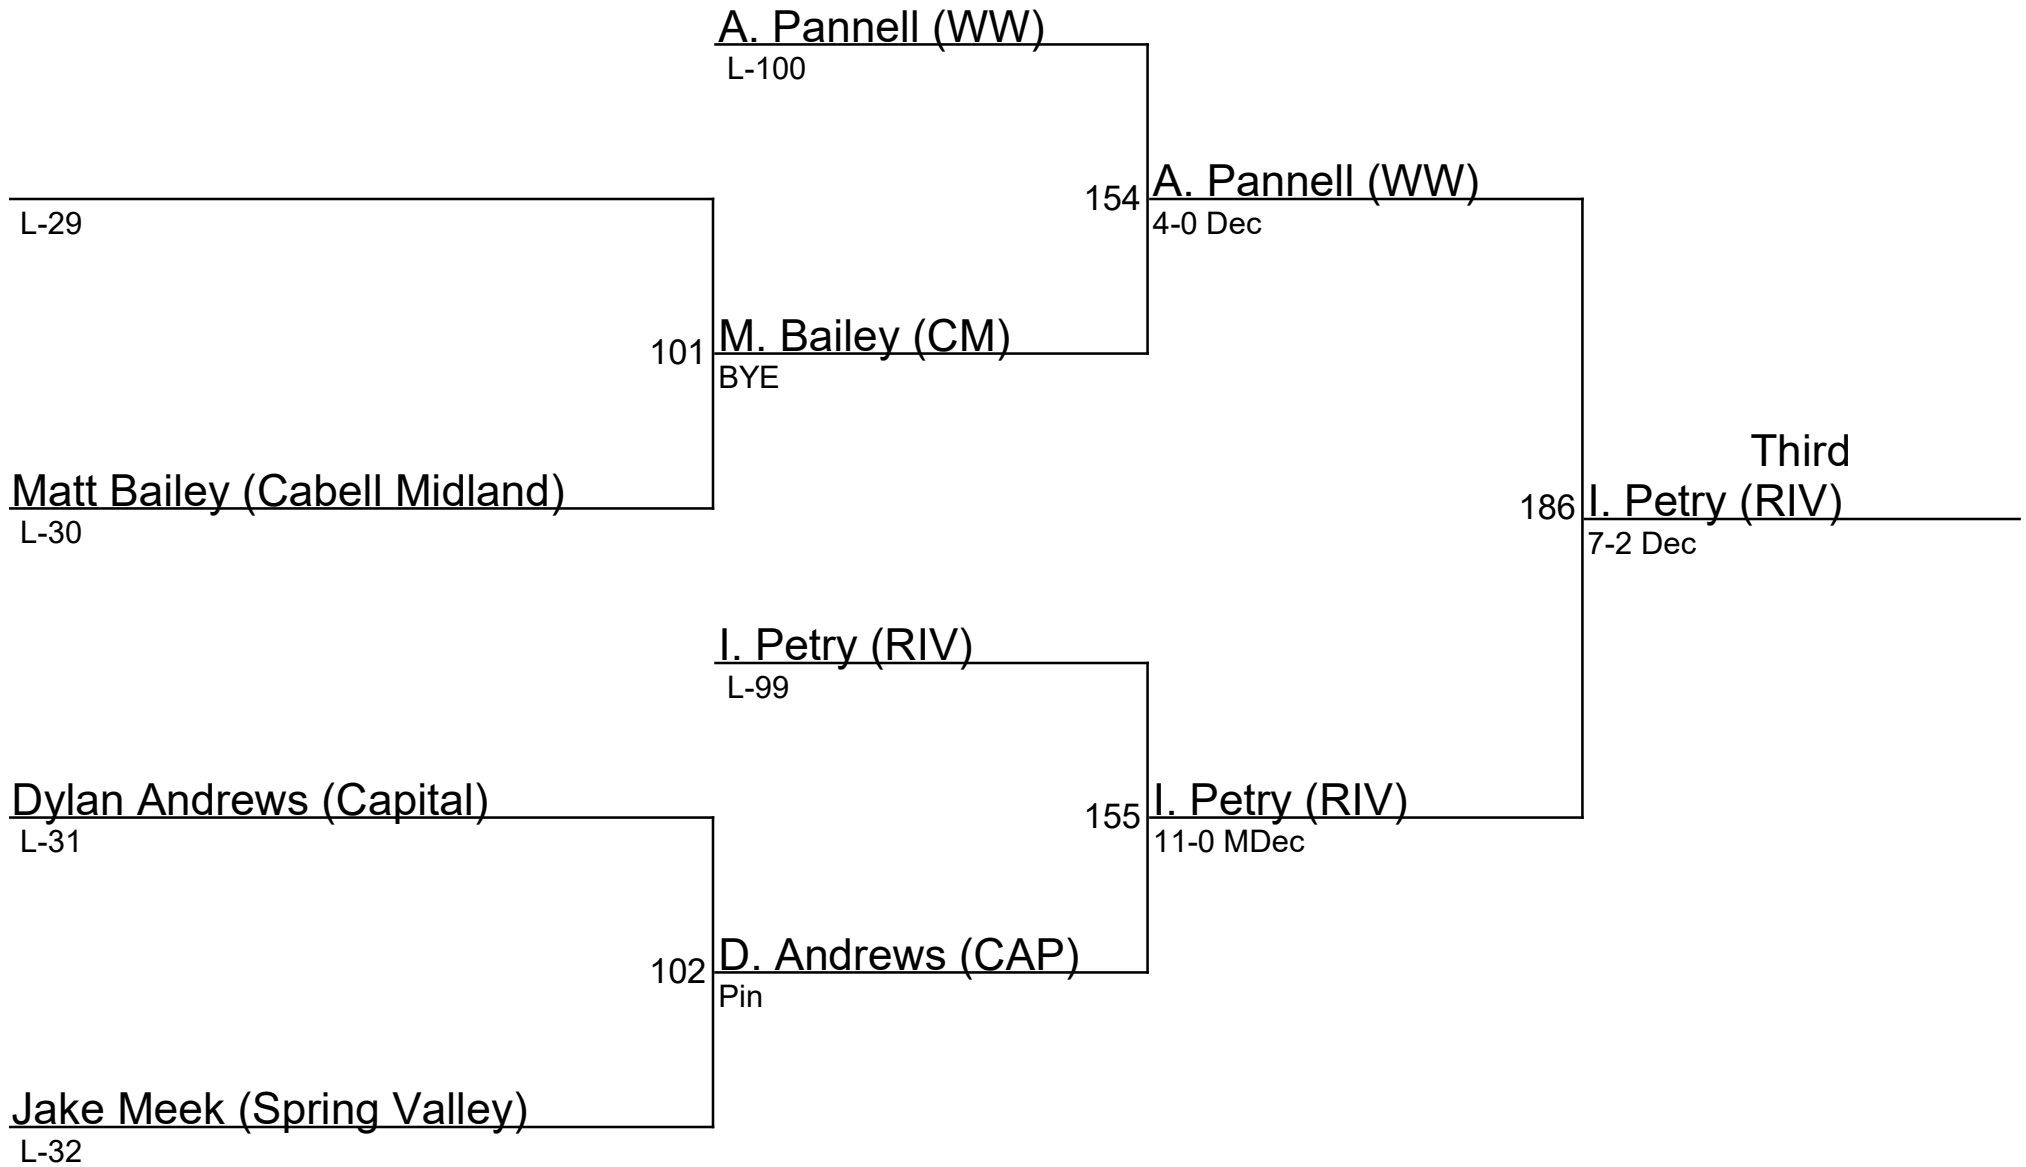 A. Pannell (WW)
L-100
L-29
154
A. Pannell (WW)
4-0 Dec
101
M. Bailey (CM)
BYE
Matt Bailey (Cabell Midland)
L-30
Third
186
I. Petry (RIV)
7-2 Dec
I. Petry (RIV)
L-99
Dylan Andrews (Capital)
L-31
155
I. Petry (RIV)
11-0 MDec
102
D. Andrews (CAP)
Pin
Jake Meek (Spring Valley)
L-32